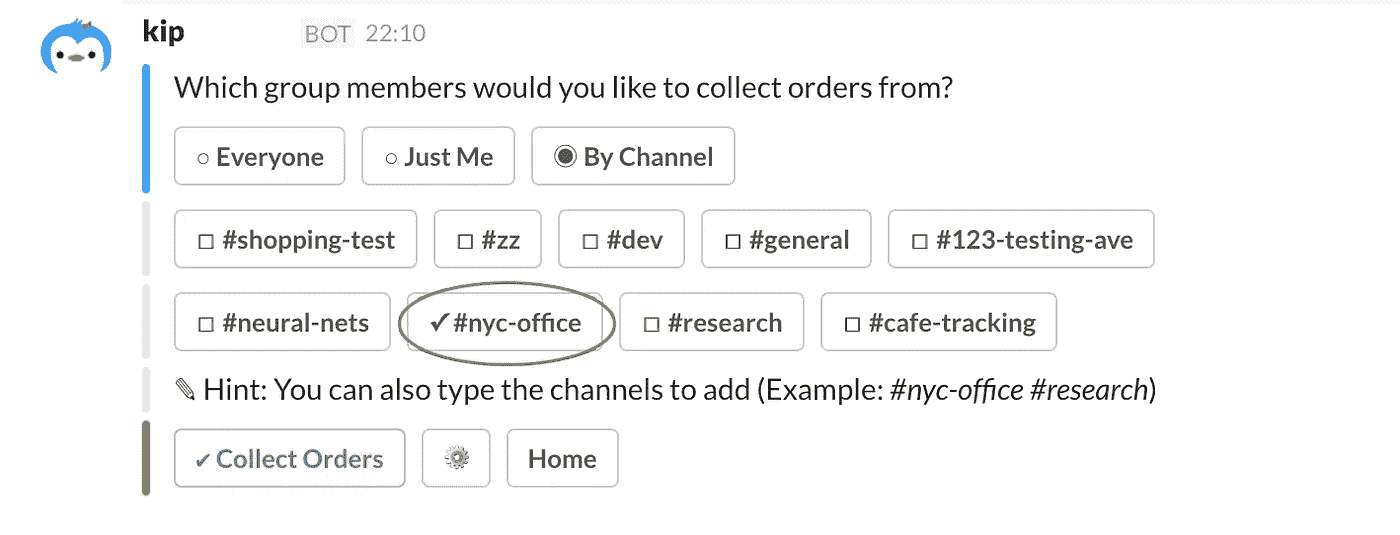 kip BOT 22:10
Which group members would you like to collect orders from?
○ Everyone ○ Just Me ◉ By Channel
☐ #shopping-test ☐ #zz ☐ #dev ☐ #general ☐ #123-testing-ave
☐ #neural-nets ✓#nyc-office ☐ #research ☐ #cafe-tracking
✎ Hint: You can also type the channels to add (Example: #nyc-office #research)
✓ Collect Orders ⚙ Home